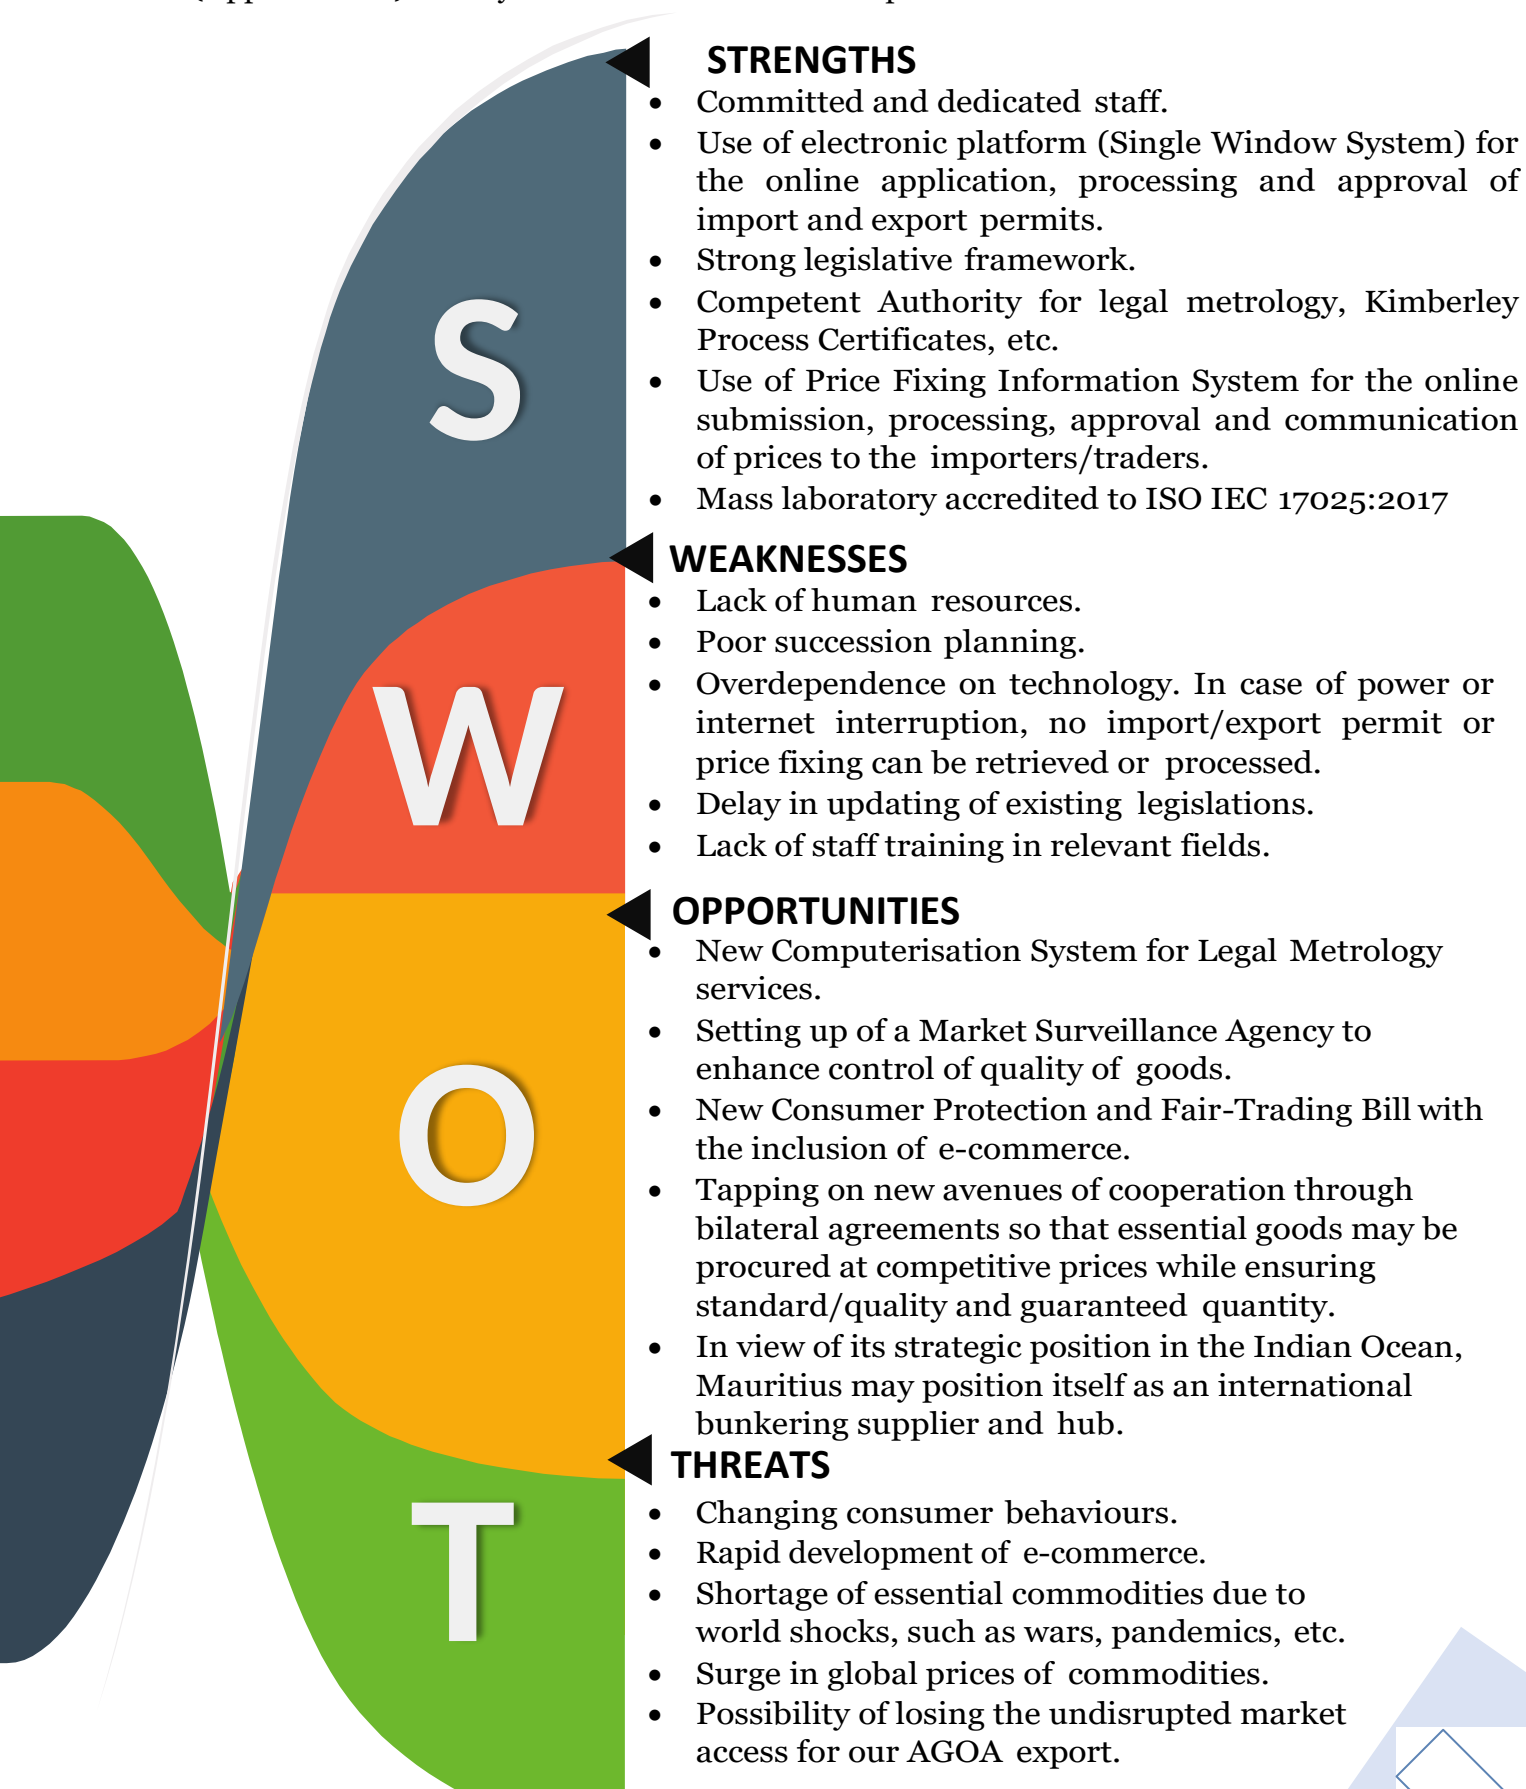 STRENGTHS
• Committed and dedicated staff.
• Use of electronic platform (Single Window System) for
the online application, processing and approval of
import and export permits.
• Strong legislative framework.
• Competent Authority for legal metrology, Kimberley
Process Certificates, etc.
• Use of Price Fixing Information System for the online
submission, processing, approval and communication
of prices to the importers/traders.
• Mass laboratory accredited to ISO IEC 17025:2017
S
WEAKNESSES
• Lack of human resources.
• Poor succession planning.
• Overdependence on technology. In case of power or
internet interruption, no import/export permit or
price fixing can be retrieved or processed.
• Delay in updating of existing legislations.
• Lack of staff training in relevant fields.
W
OPPORTUNITIES
• New Computerisation System for Legal Metrology
services.
• Setting up of a Market Surveillance Agency to
enhance control of quality of goods.
• New Consumer Protection and Fair-Trading Bill with
the inclusion of e-commerce.
• Tapping on new avenues of cooperation through
bilateral agreements so that essential goods may be
procured at competitive prices while ensuring
standard/quality and guaranteed quantity.
• In view of its strategic position in the Indian Ocean,
Mauritius may position itself as an international
bunkering supplier and hub.
O
THREATS
• Changing consumer behaviours.
• Rapid development of e-commerce.
• Shortage of essential commodities due to
world shocks, such as wars, pandemics, etc.
• Surge in global prices of commodities.
• Possibility of losing the undisrupted market
access for our AGOA export.
T